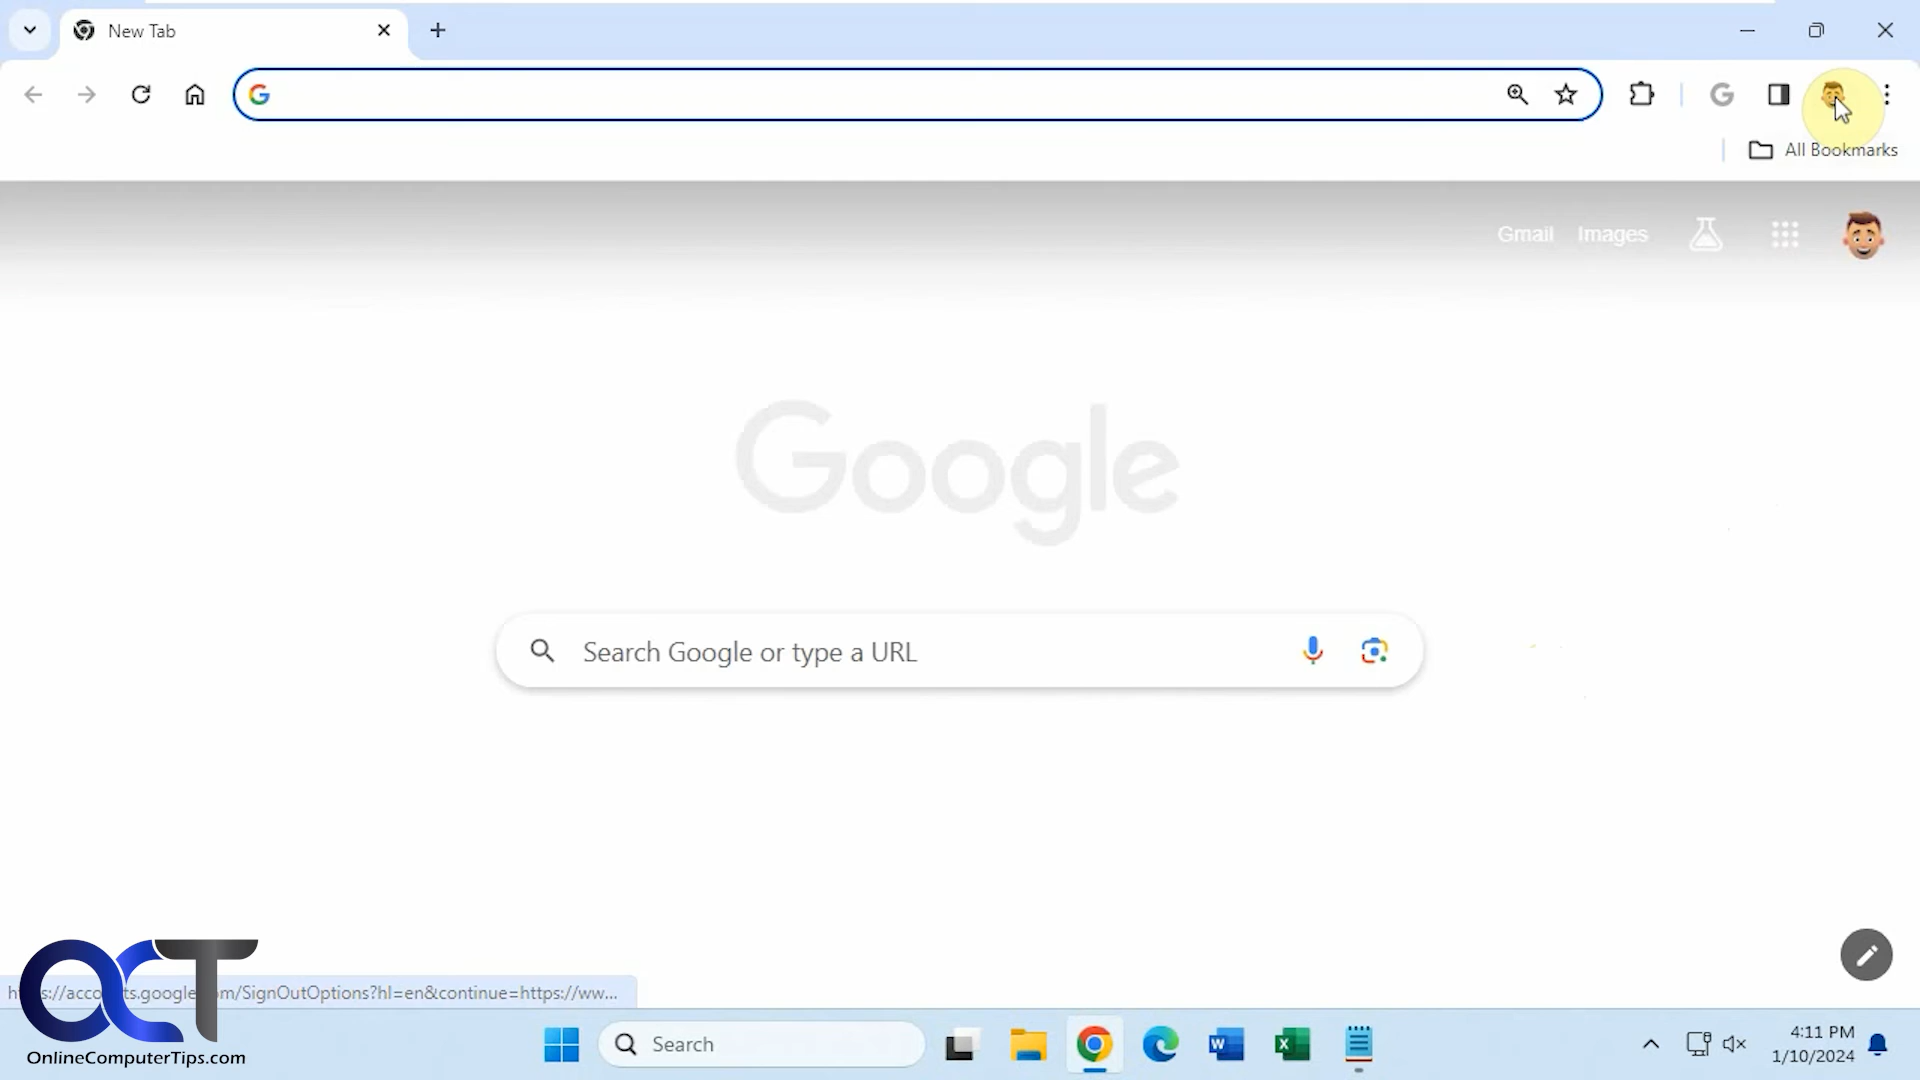 New Tab
All Bookmarks
Gmail Images
Google
Search Google or type a URL
OCT
OnlineComputerTips.com
/SignOutOptions?hl=en&continue=https://ww...
Search
4:11 PM
1/10/2024